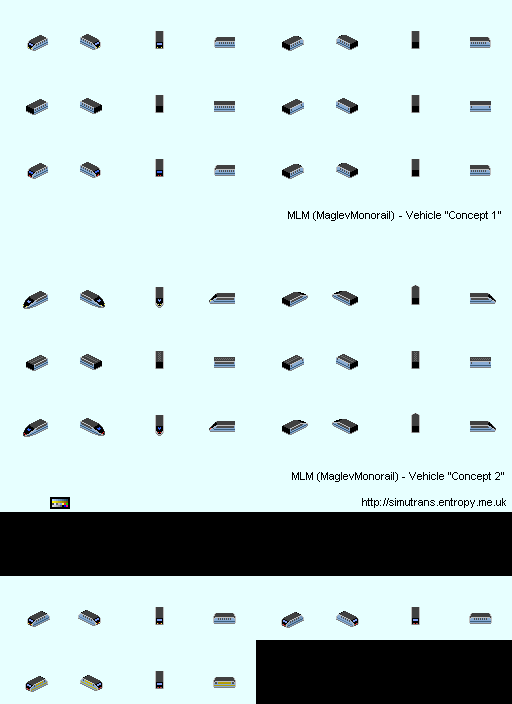 MLM (MaglevMonorail) - Vehicle "Concept 1"
MLM (MaglevMonorail) - Vehicle "Concept 2"
http://simutrans.entropy.me.uk